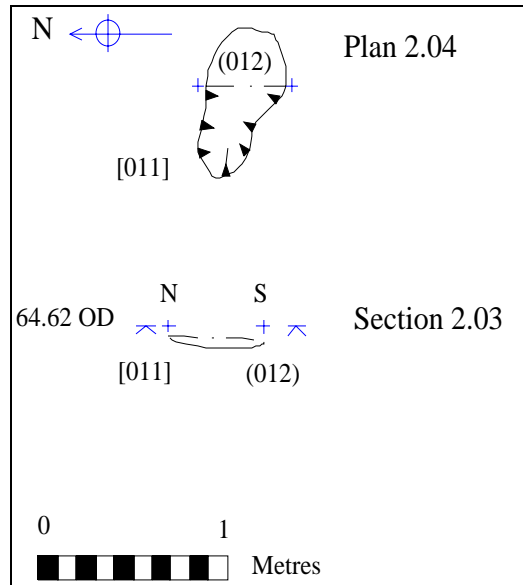 N
Plan 2.04
(012)
[011]
N S
64.62 OD
Section 2.03
[011] (012)
0 1
Metres